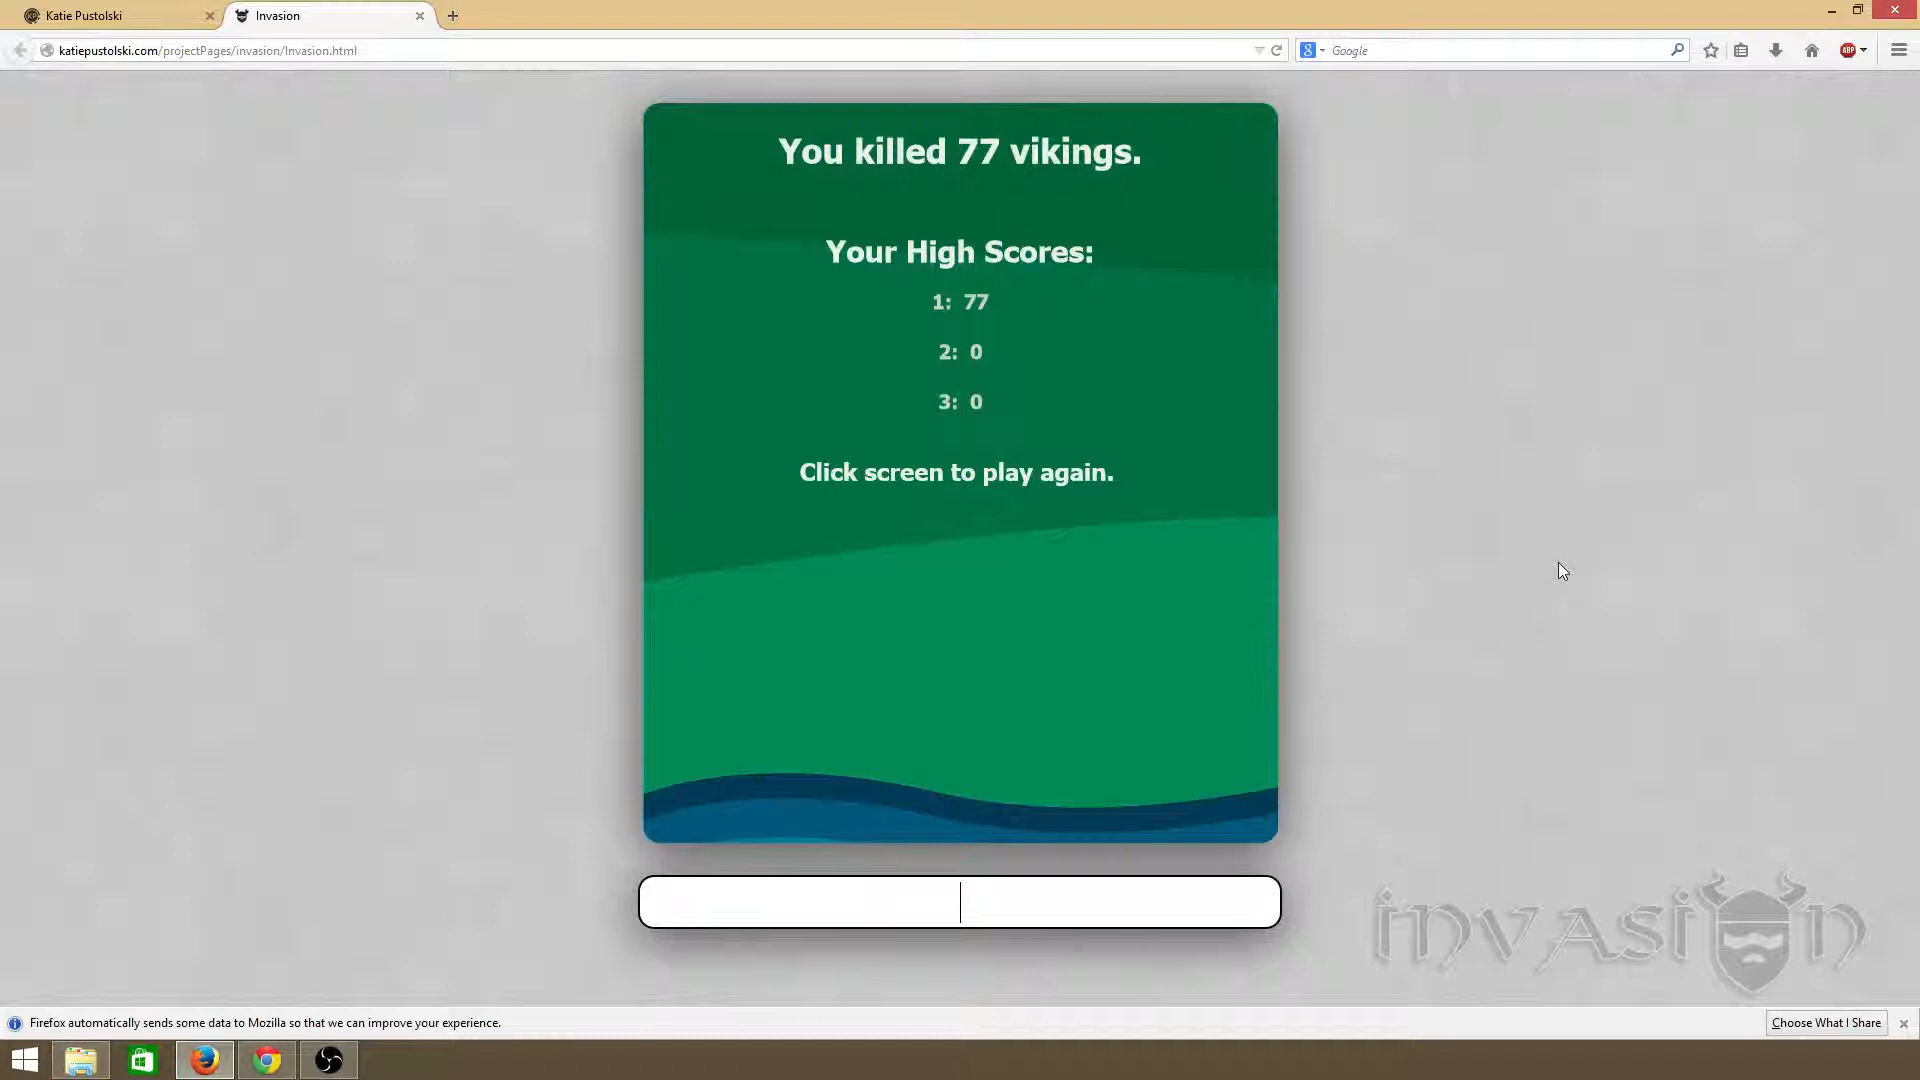 Katie Pustolski
Invasion
katiepustolski.com/projectPages/invasion/Invasion.html
8
Google
ABP
You killed 77 vikings.
Your High Scores:
1: 77
2: 0
3: 0
Click screen to play again.
invasion
Firefox automatically sends some data to Mozilla so that we can improve your experience.
Choose What I Share